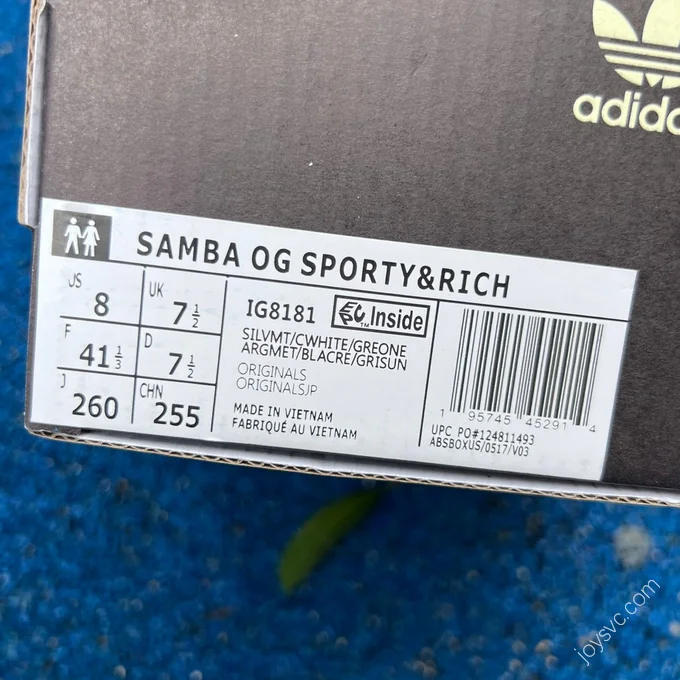 adidas
SAMBA OG SPORTY&RICH
US 8
UK 7 1/2
F 41 1/3
D 7 1/2
J 260
CHN 255
IG8181
EC TM Inside
SILVMT/CWHITE/GREONE
ARGMET/BLACRE/GRISUN
ORIGINALS
ORIGINALSJP
MADE IN VIETNAM
FABRIQUÉ AU VIETNAM
1 95745 45291 4
UPC PO#124811493
ABSBOXUS/0517/V03
joysvc.com